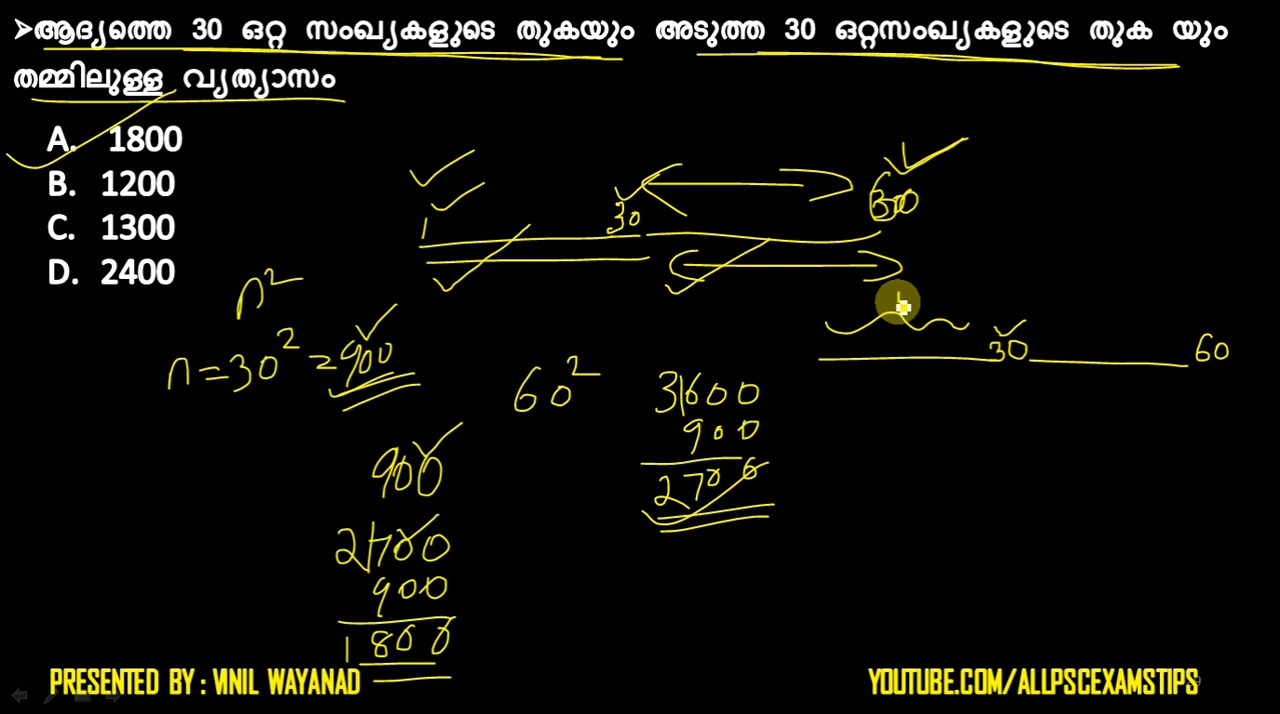 ➤ആദ്യത്തെ 30 ഒറ്റ സംഖ്യകളുടെ തുകയും അടുത്ത 30 ഒറ്റസംഖ്യകളുടെ തുക യും
തമ്മിലുള്ള വ്യത്യാസം
A. 1800
B. 1200
C. 1300
D. 2400
1 30
n²
n=30²=900
60²
3600
900
2700
30 60
900
2700
900
1800
PRESENTED BY : VINIL WAYANAD
YOUTUBE.COM/ALLPSCEXAMSTIPS